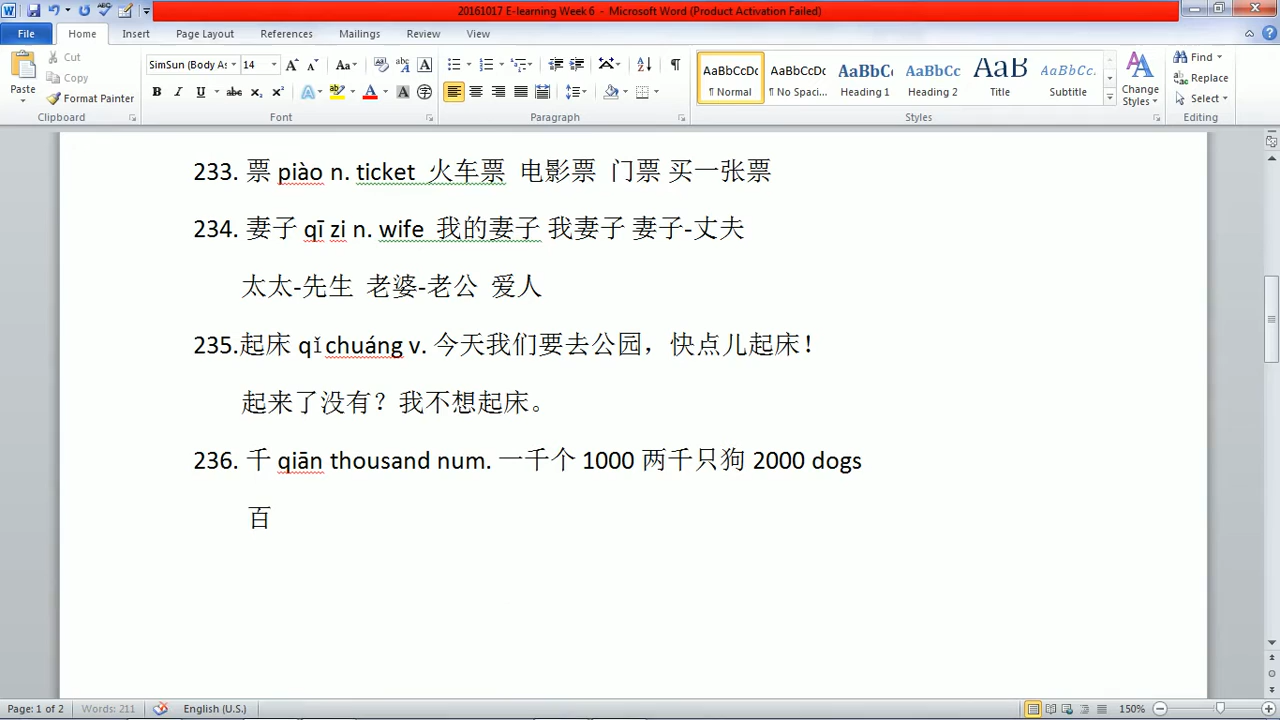 20161017 E-learning Week 6 - Microsoft Word (Product Activation Failed)
File Home Insert Page Layout References Mailings Review View
Paste Cut Copy Format Painter Clipboard
SimSun (Body As 14 Font
Paragraph
AaBbCcDc ¶ Normal AaBbCcDc ¶ No Spaci... AaBbCc Heading 1 AaBbCc Heading 2 AaB Title AaBbCc. Subtitle Change Styles Styles
Find Replace Select Editing
233. 票 piào n. ticket 火车票 电影票 门票 买一张票
234. 妻子 qī zi n. wife 我的妻子 我妻子 妻子-丈夫
太太-先生 老婆-老公 爱人
235.起床 qǐ chuáng v. 今天我们要去公园，快点儿起床！
起来了没有？我不想起床。
236. 千 qiān thousand num. 一千个 1000 两千只狗 2000 dogs
百
Page: 1 of 2 Words: 211 English (U.S.) 150%